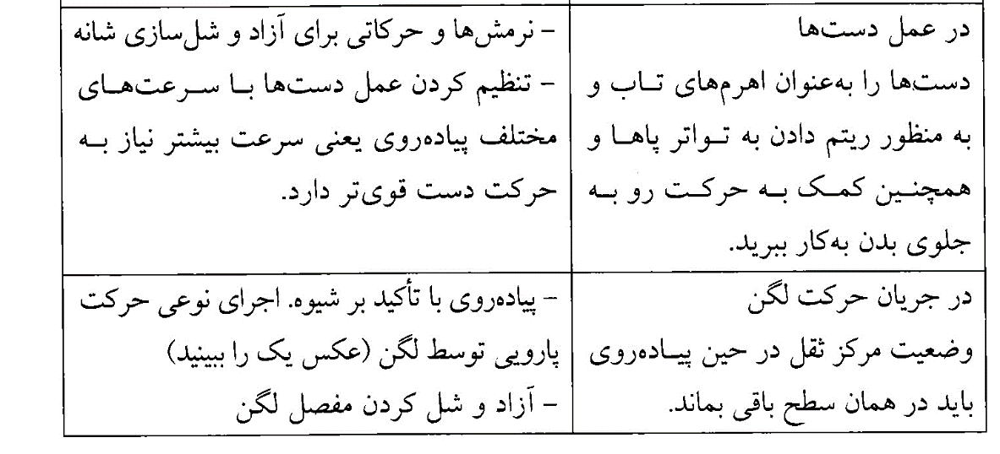 در عمل دست‌ها
دست‌ها را به‌عنوان اهرم‌های تاب و
به منظور ریتم دادن به تواتر پاها و
همچنین کمک به حرکت رو به
جلوی بدن به‌کار ببرید.
- نرمش‌ها و حرکاتی برای آزاد و شل‌سازی شانه
- تنظیم کردن عمل دست‌ها با سرعت‌های
مختلف پیاده‌روی یعنی سرعت بیشتر نیاز به
حرکت دست قوی‌تر دارد.
در جریان حرکت لگن
وضعیت مرکز ثقل در حین پیاده‌روی
باید در همان سطح باقی بماند.
- پیاده‌روی با تأکید بر شیوه. اجرای نوعی حرکت
پارویی توسط لگن (عکس یک را ببینید)
- آزاد و شل کردن مفصل لگن